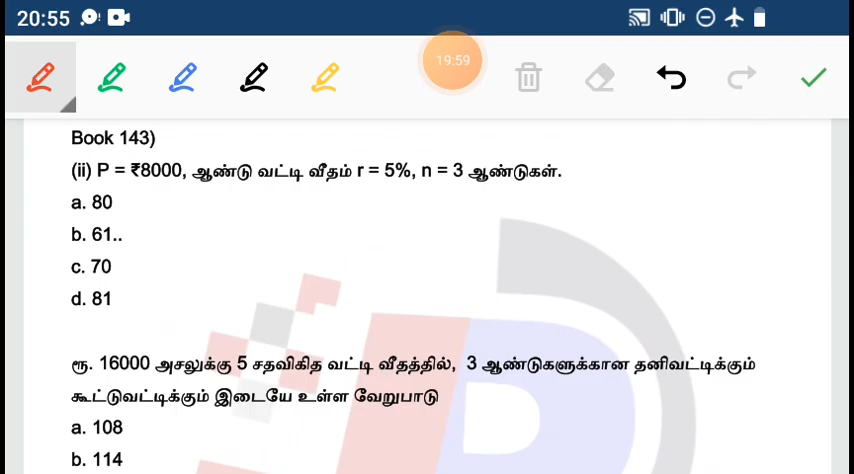 20:55
19:59
Book 143)
(ii) P = ₹8000, ஆண்டு வட்டி வீதம் r = 5%, n = 3 ஆண்டுகள்.
a. 80
b. 61..
c. 70
d. 81
ரூ. 16000 அசலுக்கு 5 சதவிகித வட்டி வீதத்தில், 3 ஆண்டுகளுக்கான தனிவட்டிக்கும்
கூட்டுவட்டிக்கும் இடையே உள்ள வேறுபாடு
a. 108
b. 114